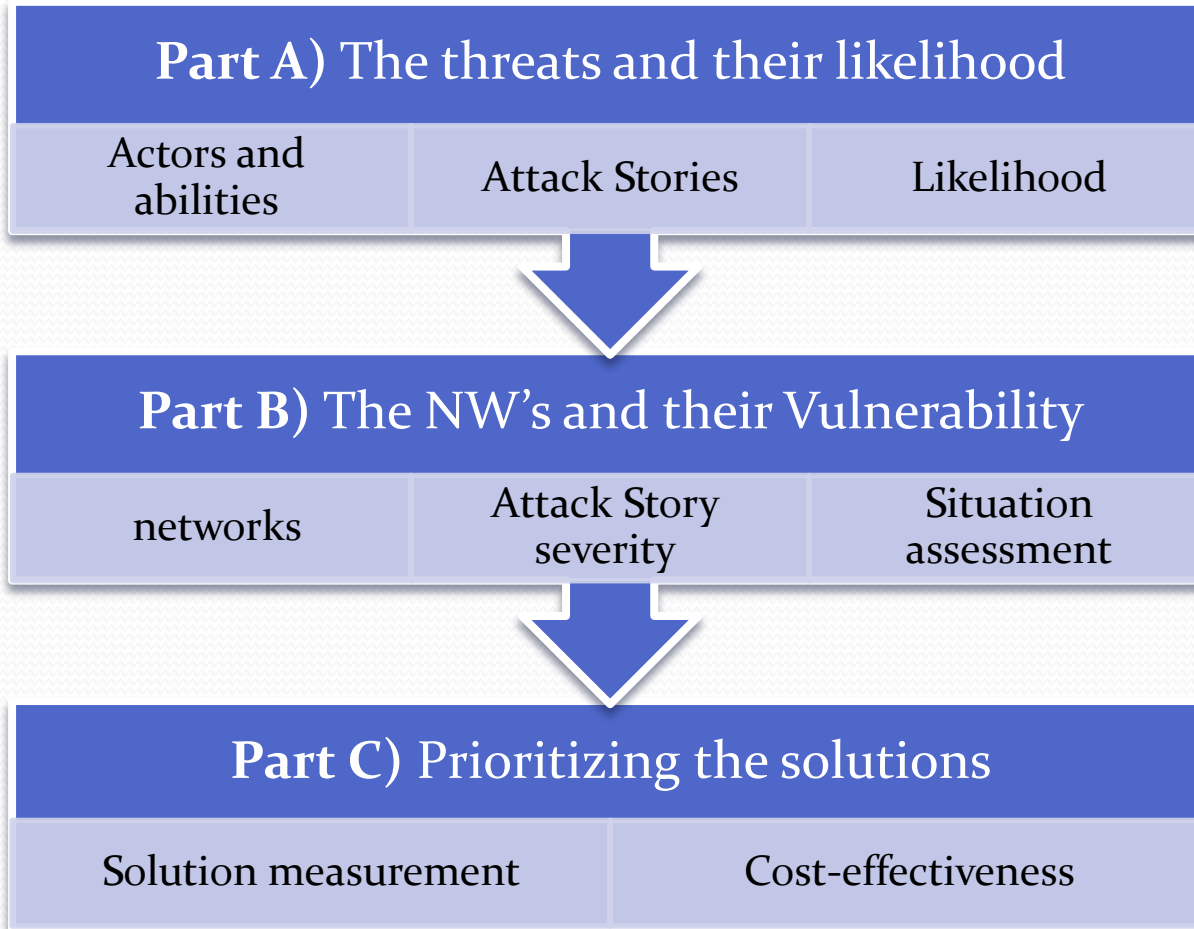 Part A) The threats and their likelihood
Actors and
abilities
Attack Stories
Likelihood
Part B) The NW’s and their Vulnerability
networks
Attack Story
severity
Situation
assessment
Part C) Prioritizing the solutions
Solution measurement
Cost-effectiveness